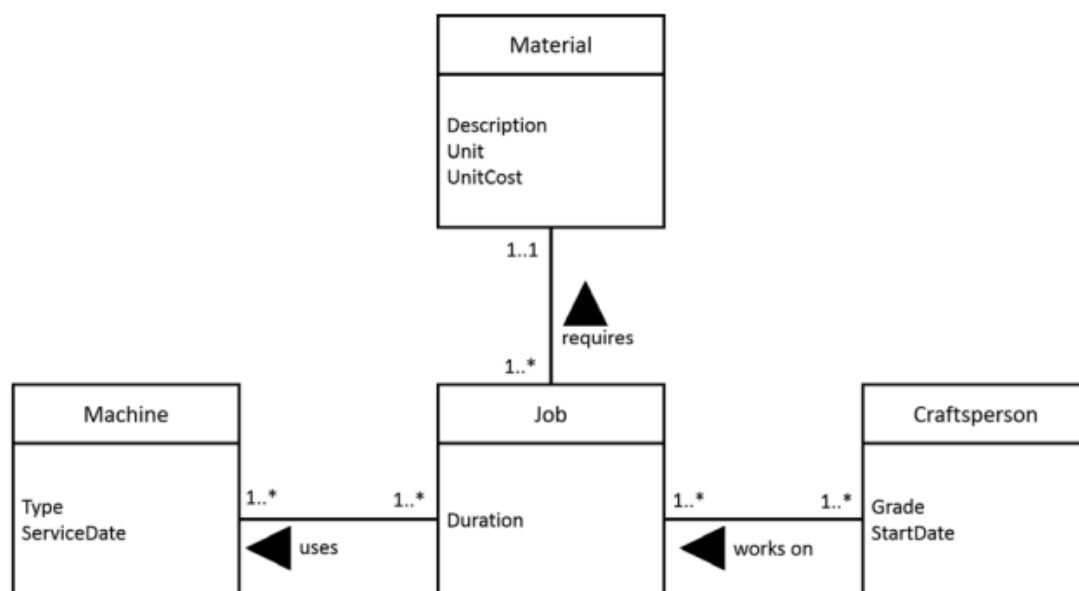 Material
Description
Unit
UnitCost
1..1
requires
1..*
Machine
Job
Craftsperson
Type
ServiceDate
1..*
1..*
uses
Duration
1..*
1..*
works on
Grade
StartDate